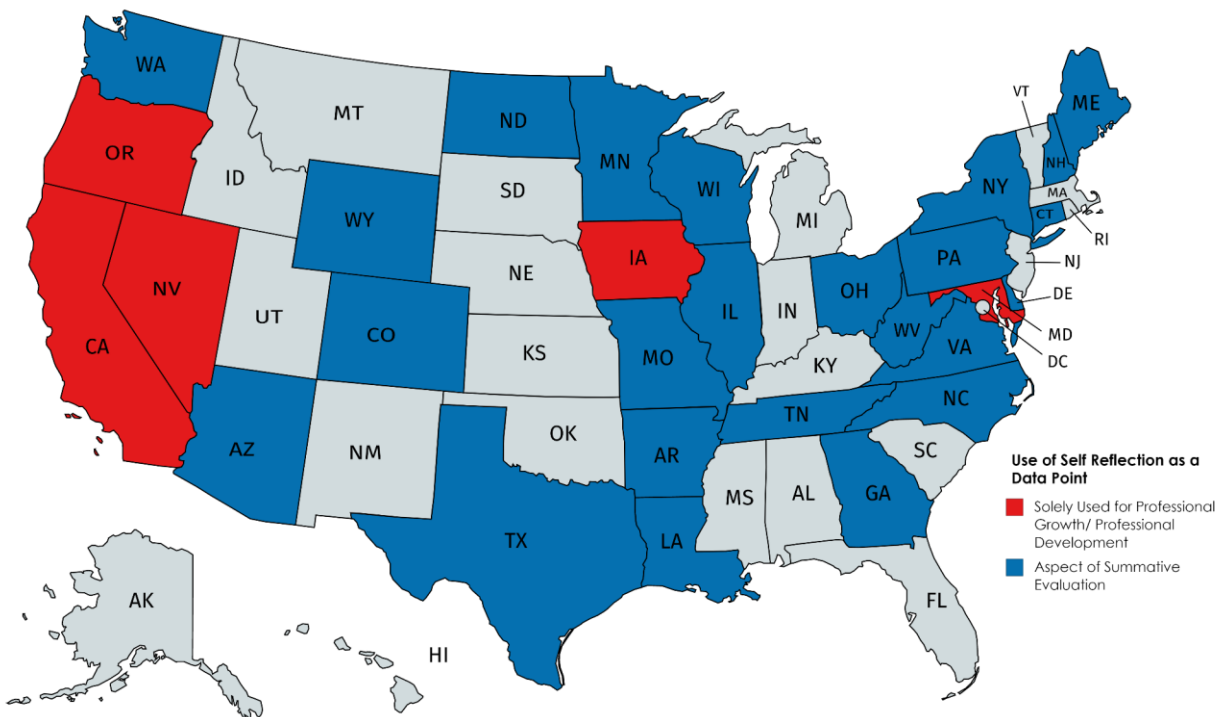 WA
MT
ND
MN
VT
ME
OR
ID
SD
WI
NY
NH
MA
WY
MI
CT
RI
IA
NE
PA
NJ
NV
UT
CO
IL
IN
OH
DE
CA
KS
MO
WV
VA
MD
KY
DC
AZ
NM
OK
AR
TN
NC
SC
MS
AL
GA
TX
LA
FL
AK
HI
Use of Self Reflection as a
Data Point
Solely Used for Professional
Growth/ Professional
Development
Aspect of Summative
Evaluation